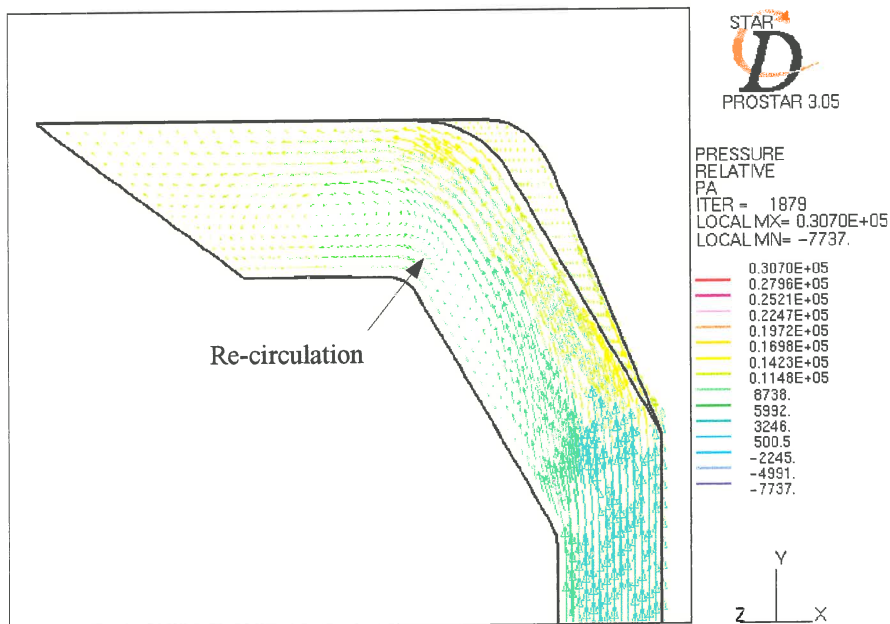 Re-circulation
STAR
CD
PROSTAR 3.05
PRESSURE
RELATIVE
PA
ITER = 1879
LOCAL MX= 0.3070E+05
LOCAL MN= -7737.
0.3070E+05
0.2796E+05
0.2521E+05
0.2247E+05
0.1972E+05
0.1698E+05
0.1423E+05
0.1148E+05
8738.
5992.
3246.
500.5
-2245.
-4991.
-7737.
Y
Z X